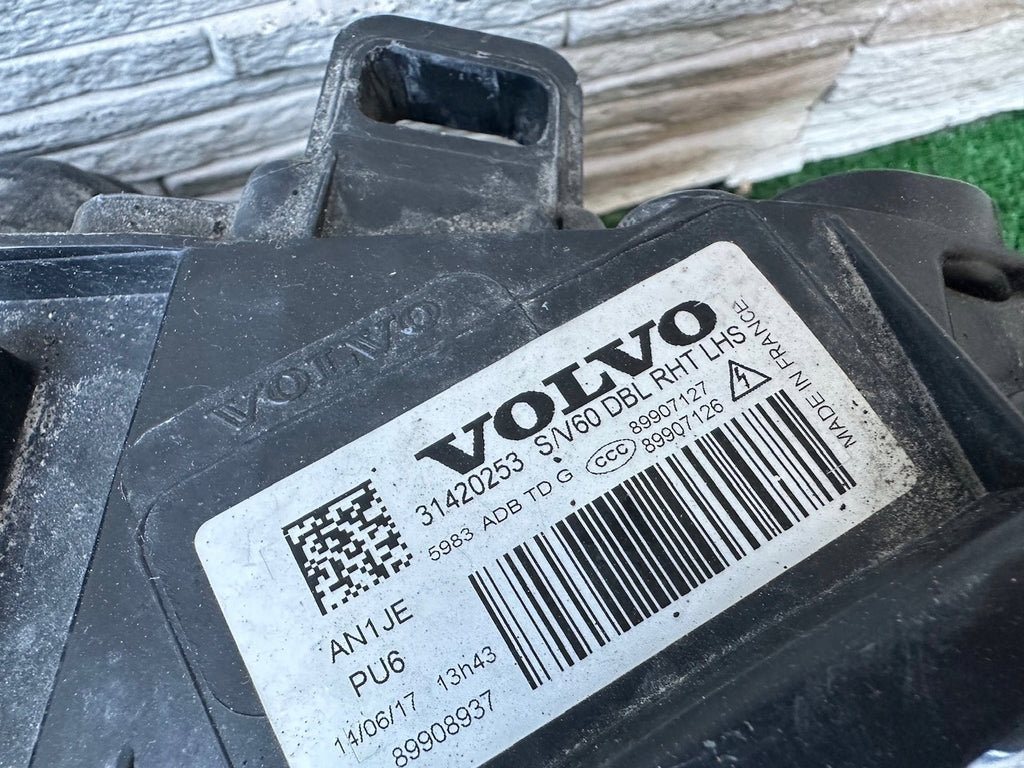 VOLVO
VOLVO
31420253 S/V60 DBL RHT LHS
5983 ADB TD G CCC 89907127
89907126
MADE IN FRANCE
AN1JE
PU6
14/06/17 13h43
89908937